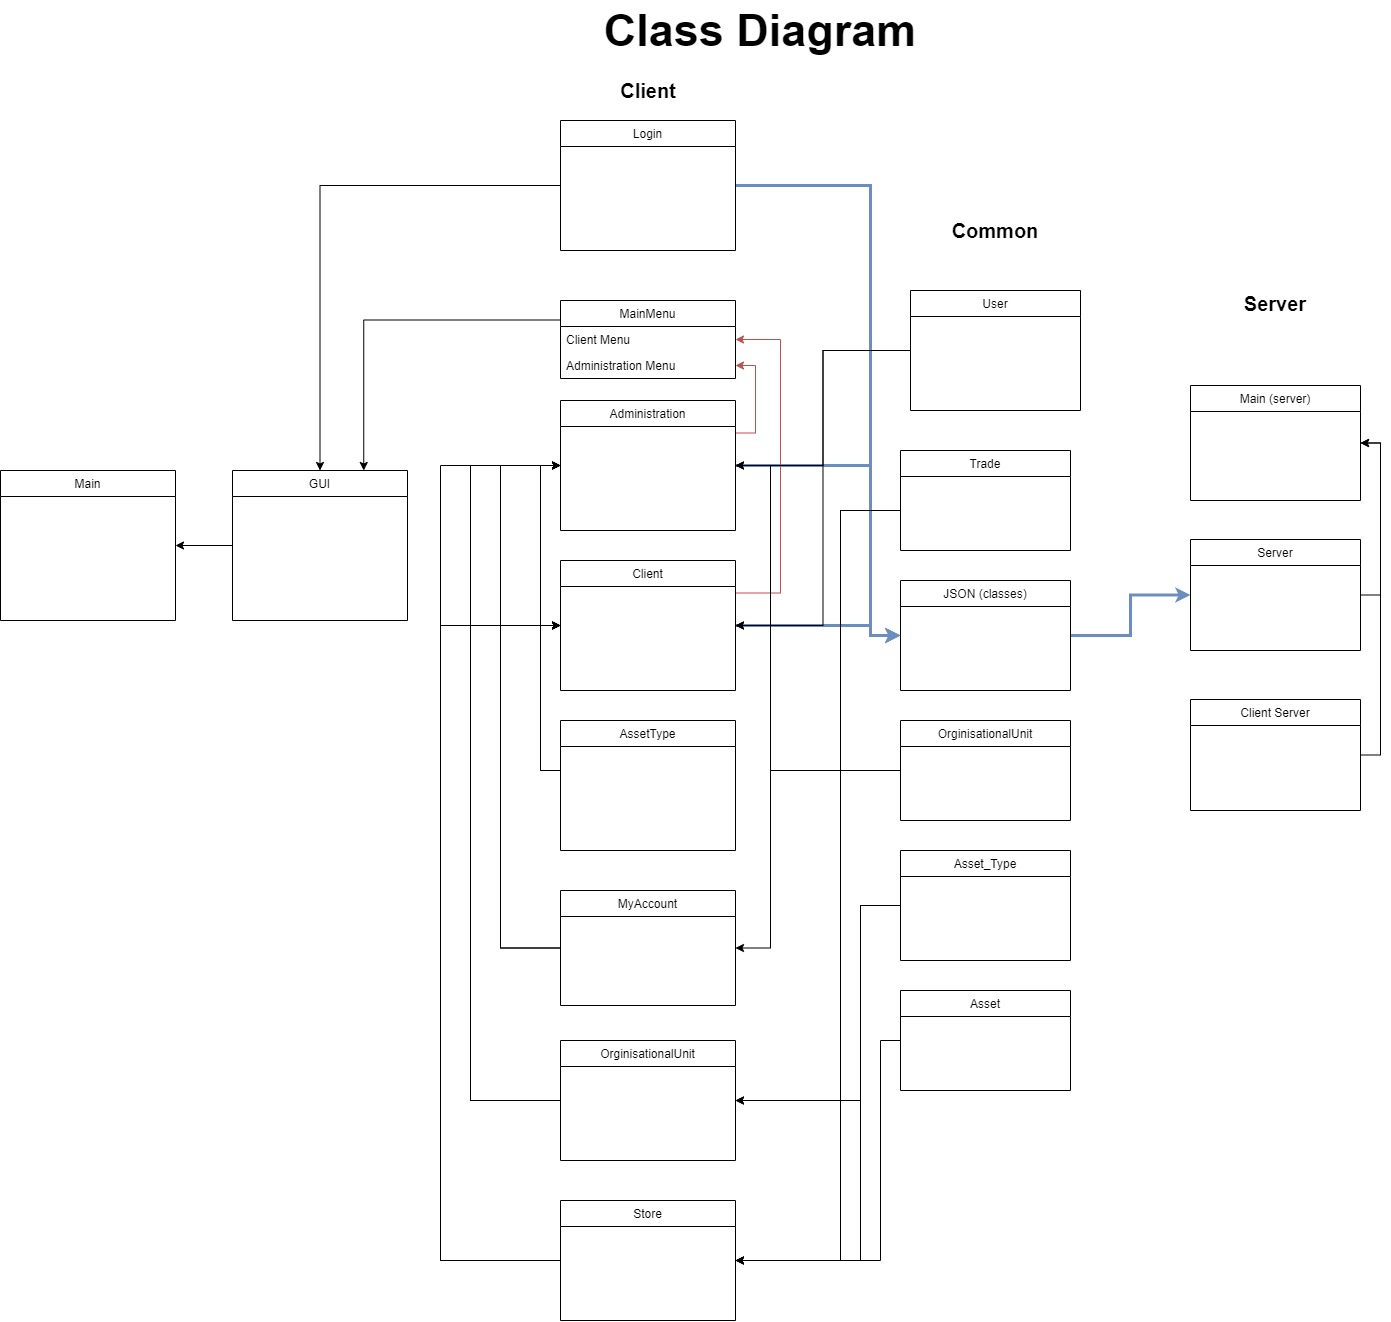 Class Diagram
Client
Login
Common
User
Server
MainMenu
Client Menu
Administration Menu
Main (server)
Administration
Trade
Main
GUI
Server
Client
JSON (classes)
Client Server
AssetType
OrginisationalUnit
Asset_Type
MyAccount
Asset
OrginisationalUnit
Store